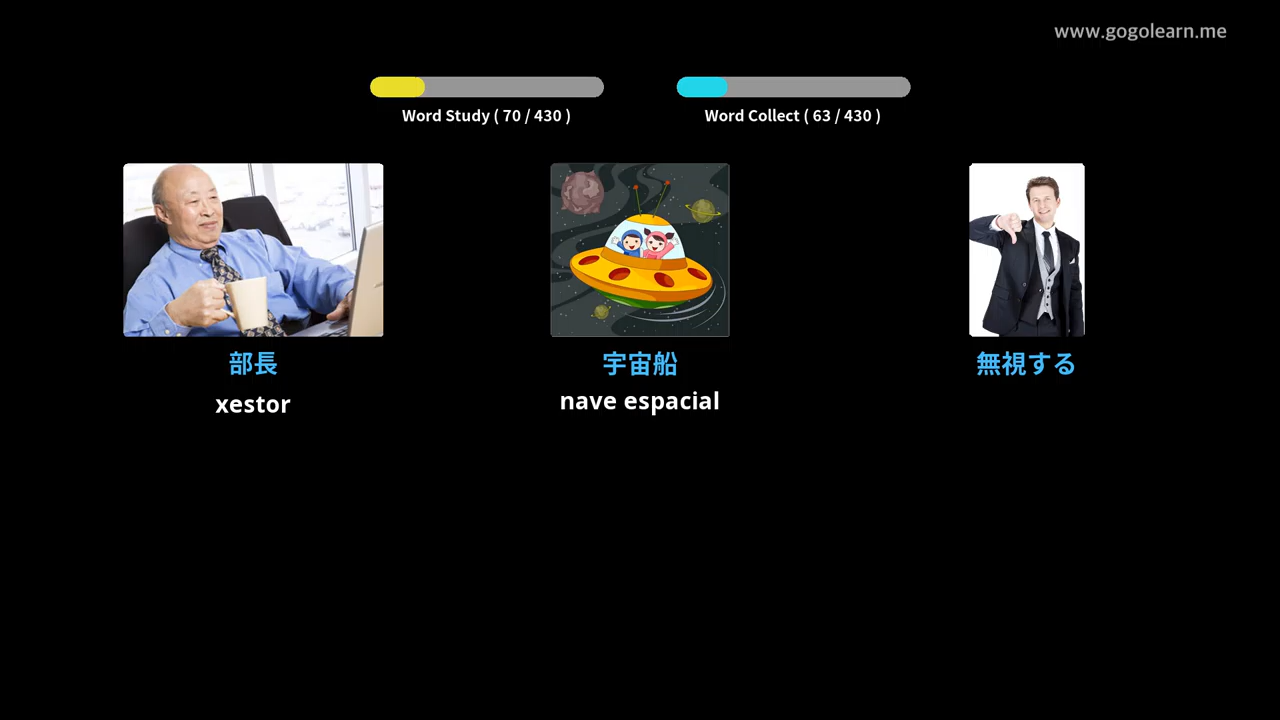 www.gogolearn.me
Word Study ( 70 / 430 )
Word Collect ( 63 / 430 )
部長
宇宙船
無視する
xestor
nave espacial